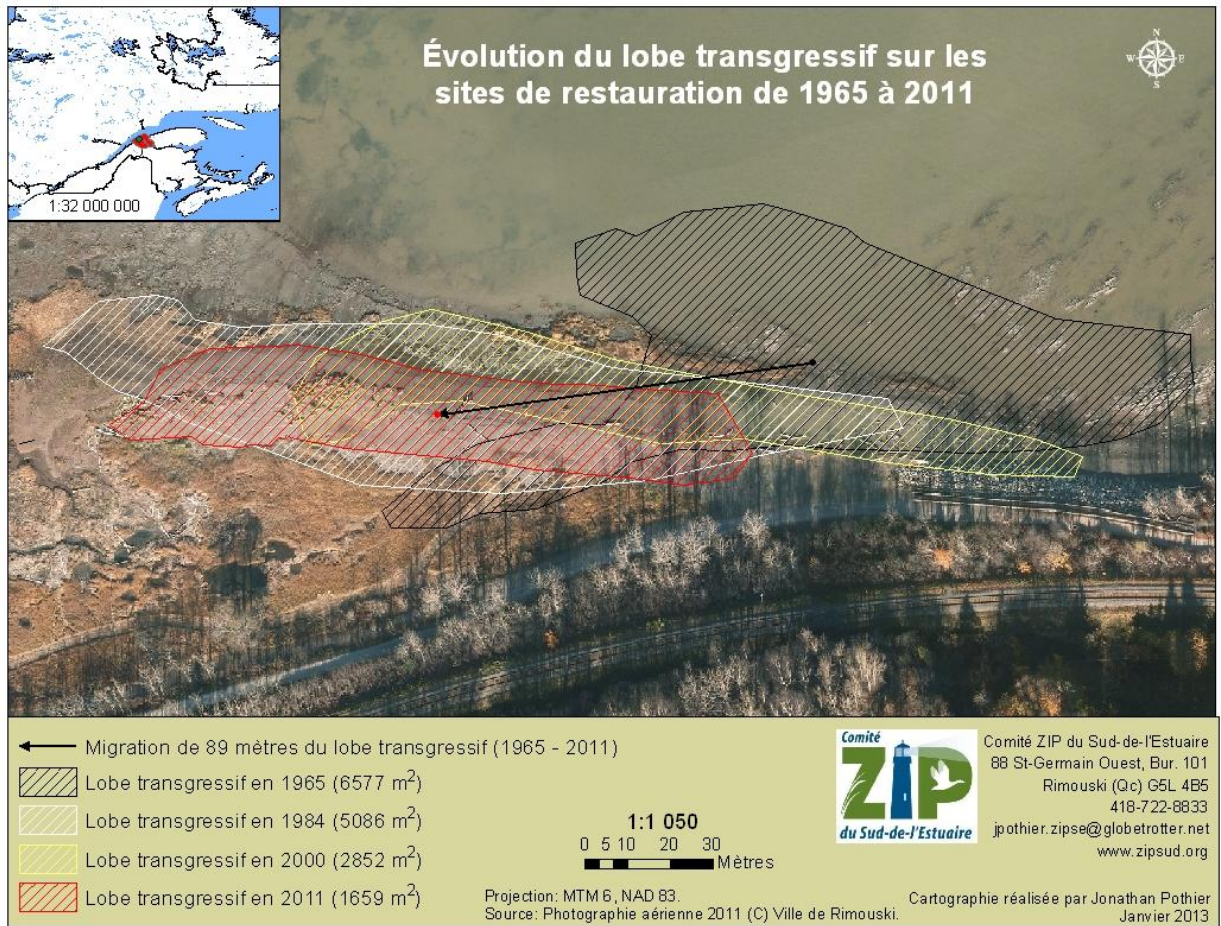 Évolution du lobe transgressif sur les
sites de restauration de 1965 à 2011
N
W E
S
1:32 000 000
Migration de 89 mètres du lobe transgressif (1965 - 2011)
Lobe transgressif en 1965 (6577 m²)
Lobe transgressif en 1984 (5086 m²)
Lobe transgressif en 2000 (2852 m²)
Lobe transgressif en 2011 (1659 m²)
1:1 050
0 5 10 20 30
Mètres
Projection: MTM 6, NAD 83.
Source: Photographie aérienne 2011 (C) Ville de Rimouski.
Comité
ZIP
du Sud-de-l'Estuaire
Comité ZIP du Sud-de-l'Estuaire
88 St-Germain Ouest, Bur. 101
Rimouski (Qc) G5L 4B5
418-722-8833
jpothier.zipse@globetrotter.net
www.zipsud.org
Cartographie réalisée par Jonathan Pothier
Janvier 2013